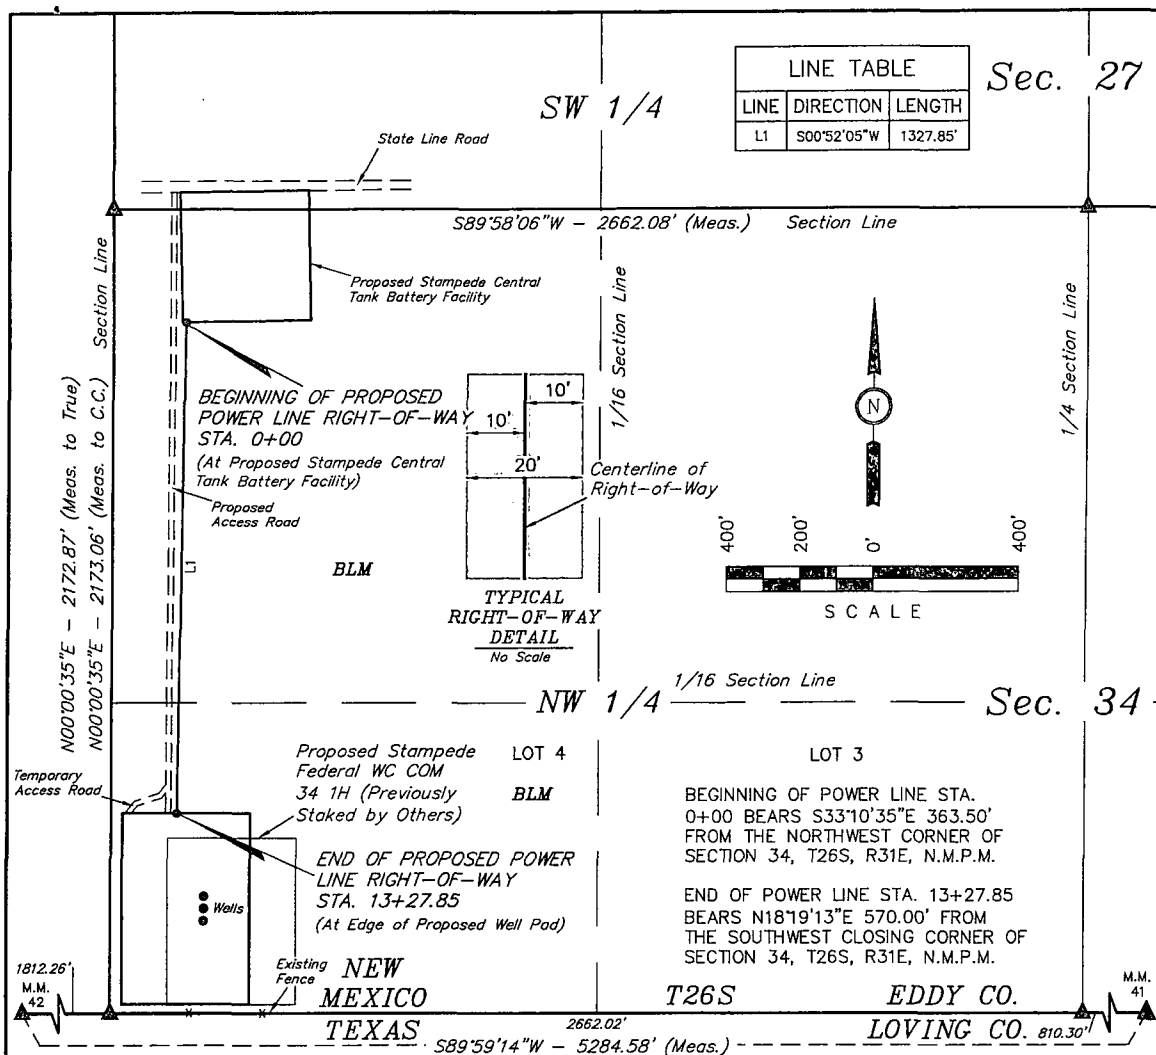 LINE TABLE
LINE DIRECTION LENGTH
L1 S00°52'05"W 1327.85'
Sec. 27
SW 1/4
State Line Road
S89°58'06"W - 2662.08' (Meas.) Section Line
Section Line
Proposed Stampede Central
Tank Battery Facility
1/16 Section Line
1/4 Section Line
N00°00'35"E - 2172.87' (Meas. to True)
N00°00'35"E - 2173.06' (Meas. to C.C.)
BEGINNING OF PROPOSED
POWER LINE RIGHT-OF-WAY
STA. 0+00
(At Proposed Stampede Central
Tank Battery Facility)
Proposed
Access Road
L1
BLM
10'
10'
20'
Centerline of
Right-of-Way
TYPICAL
RIGHT-OF-WAY
DETAIL
No Scale
N
400'
200'
0'
400'
SCALE
1/16 Section Line
NW 1/4
Sec. 34
Temporary
Access Road
Proposed Stampede
Federal WC COM
34 1H (Previously
Staked by Others)
LOT 4
BLM
LOT 3
END OF PROPOSED POWER
LINE RIGHT-OF-WAY
STA. 13+27.85
(At Edge of Proposed Well Pad)
Wells
BEGINNING OF POWER LINE STA.
0+00 BEARS S33°10'35"E 363.50'
FROM THE NORTHWEST CORNER OF
SECTION 34, T26S, R31E, N.M.P.M.
END OF POWER LINE STA. 13+27.85
BEARS N18°19'13"E 570.00' FROM
THE SOUTHWEST CLOSING CORNER OF
SECTION 34, T26S, R31E, N.M.P.M.
1812.26'
M.M.
42
Existing
Fence
NEW
MEXICO
TEXAS
T26S
EDDY CO.
LOVING CO.
M.M.
41
2662.02'
810.30'
S89°59'14"W - 5284.58' (Meas.)